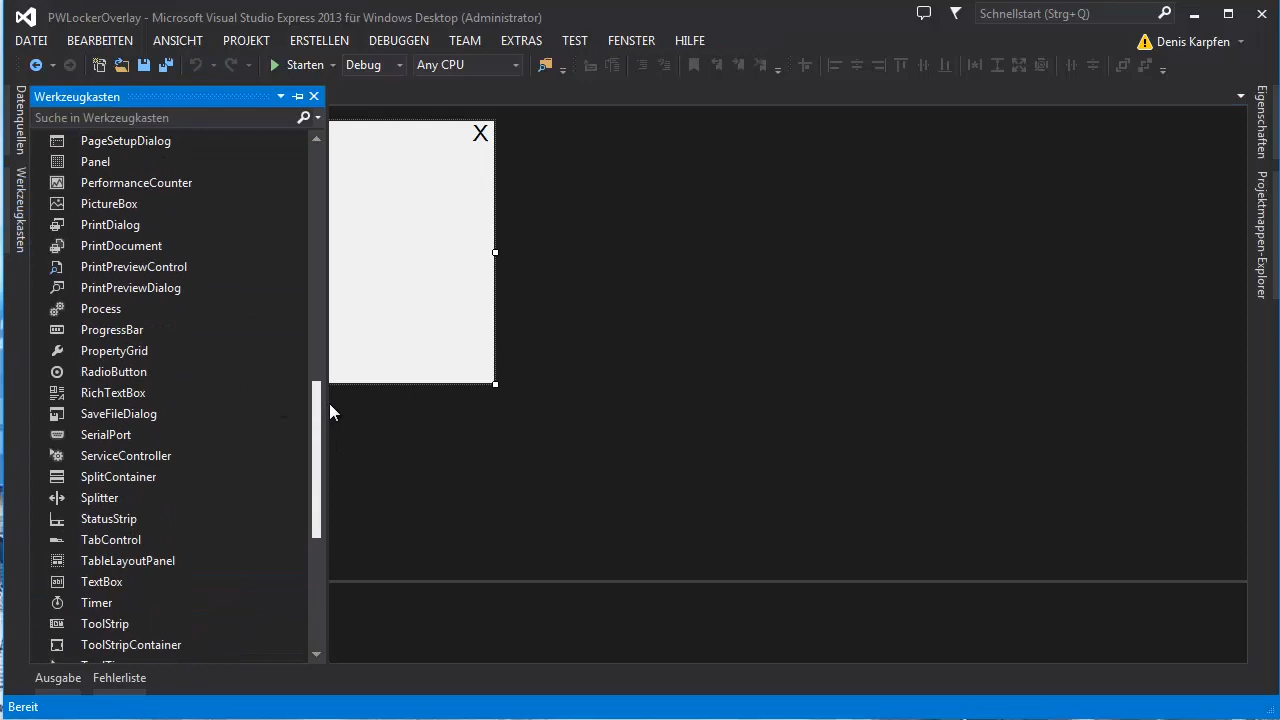 PWLockerOverlay - Microsoft Visual Studio Express 2013 für Windows Desktop (Administrator)
Schnellstart (Strg+Q)
DATEI BEARBEITEN ANSICHT PROJEKT ERSTELLEN DEBUGGEN TEAM EXTRAS TEST FENSTER HILFE
Denis Karpfen
Starten Debug Any CPU
Datenquellen
Werkzeugkasten
Werkzeugkasten
Suche in Werkzeugkasten
PageSetupDialog
Panel
PerformanceCounter
PictureBox
PrintDialog
PrintDocument
PrintPreviewControl
PrintPreviewDialog
Process
ProgressBar
PropertyGrid
RadioButton
RichTextBox
SaveFileDialog
SerialPort
ServiceController
SplitContainer
Splitter
StatusStrip
TabControl
TableLayoutPanel
TextBox
Timer
ToolStrip
ToolStripContainer
X
Eigenschaften
Projektmappen-Explorer
Ausgabe Fehlerliste
Bereit